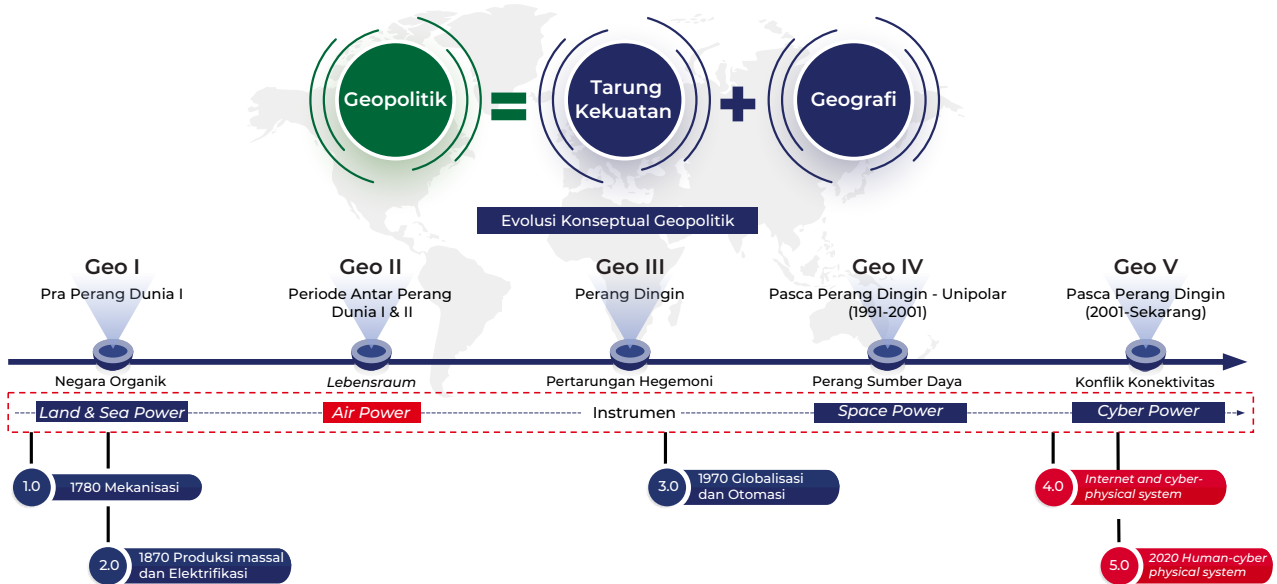 Geopolitik
=
Tarung
Kekuatan
+
Geografi
Evolusi Konseptual Geopolitik
Geo I
Pra Perang Dunia I
Geo II
Periode Antar Perang
Dunia I & II
Geo III
Perang Dingin
Geo IV
Pasca Perang Dingin - Unipolar
(1991-2001)
Geo V
Pasca Perang Dingin
(2001-Sekarang)
Negara Organik
Lebensraum
Pertarungan Hegemoni
Perang Sumber Daya
Konflik Konektivitas
Land & Sea Power
Air Power
Instrumen
Space Power
Cyber Power
1.0
1780 Mekanisasi
2.0
1870 Produksi massal
dan Elektrifikasi
3.0
1970 Globalisasi
dan Otomasi
4.0
Internet and cyber-
physical system
5.0
2020 Human-cyber
physical system